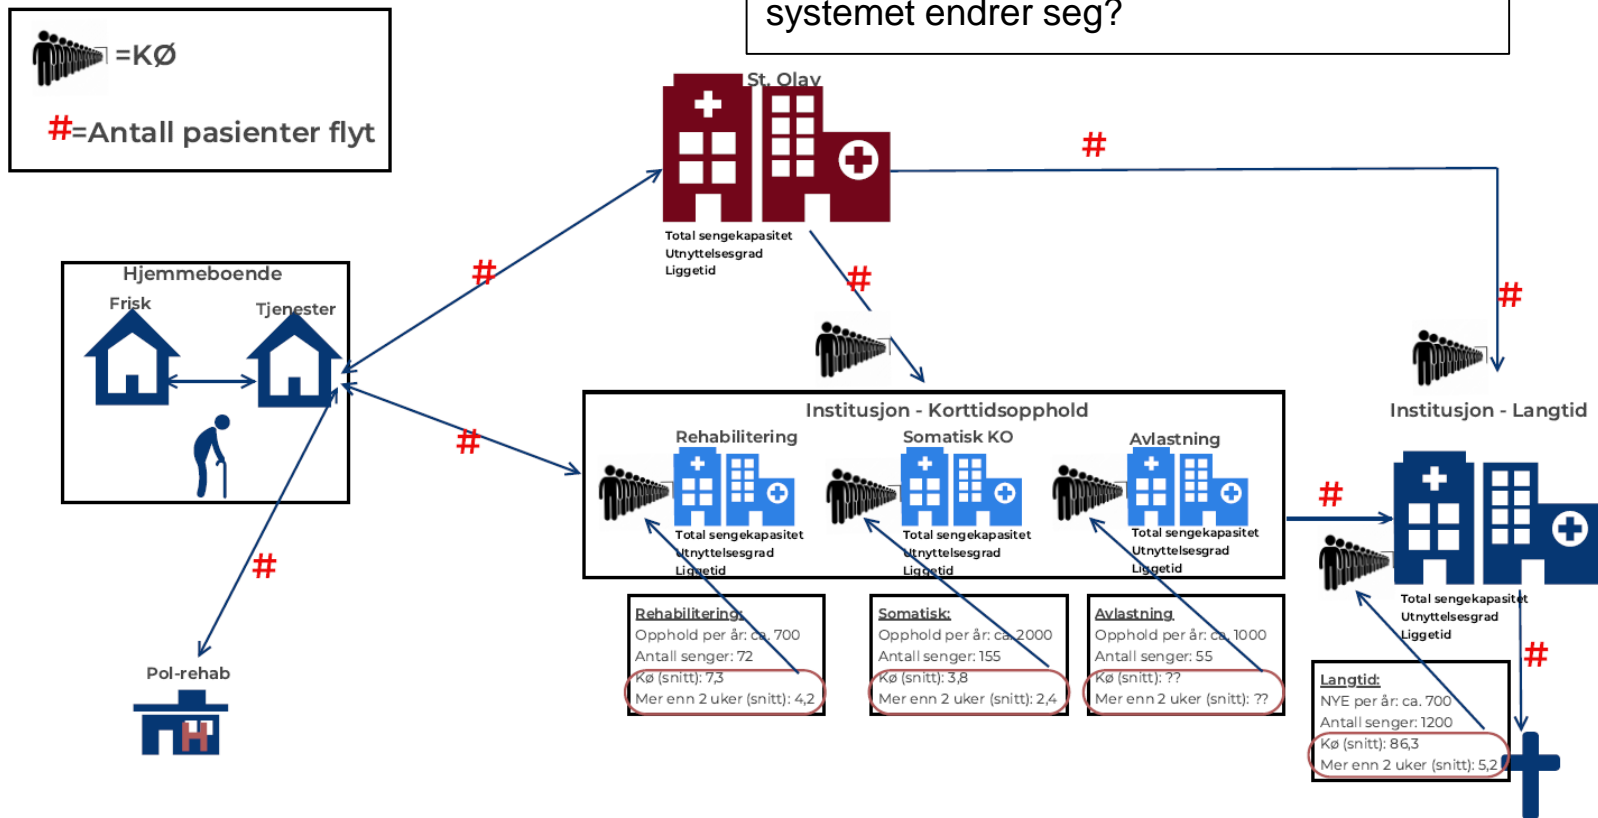 systemet endrer seg?
=KØ
#=Antall pasienter flyt
St. Olav
#
Total sengekapasitet
Utnyttelsesgrad
Liggetid
#
#
#
Hjemmeboende
Frisk
Tjenester
#
#
Pol-rehab
H
Institusjon - Korttidsopphold
Rehabilitering
Total sengekapasitet
Utnyttelsesgrad
Liggetid
Somatisk KO
Total sengekapasitet
Utnyttelsesgrad
Liggetid
Avlastning
Total sengekapasitet
Utnyttelsesgrad
Liggetid
#
Institusjon - Langtid
Total sengekapasitet
Utnyttelsesgrad
Liggetid
#
Rehabilitering:
Opphold per år: ca. 700
Antall senger: 72
Kø (snitt): 7,3
Mer enn 2 uker (snitt): 4,2
Somatisk:
Opphold per år: ca. 2000
Antall senger: 155
Kø (snitt): 3,8
Mer enn 2 uker (snitt): 2,4
Avlastning
Opphold per år: ca. 1000
Antall senger: 55
Kø (snitt): ??
Mer enn 2 uker (snitt): ??
Langtid:
NYE per år: ca. 700
Antall senger: 1200
Kø (snitt): 86,3
Mer enn 2 uker (snitt): 5,2